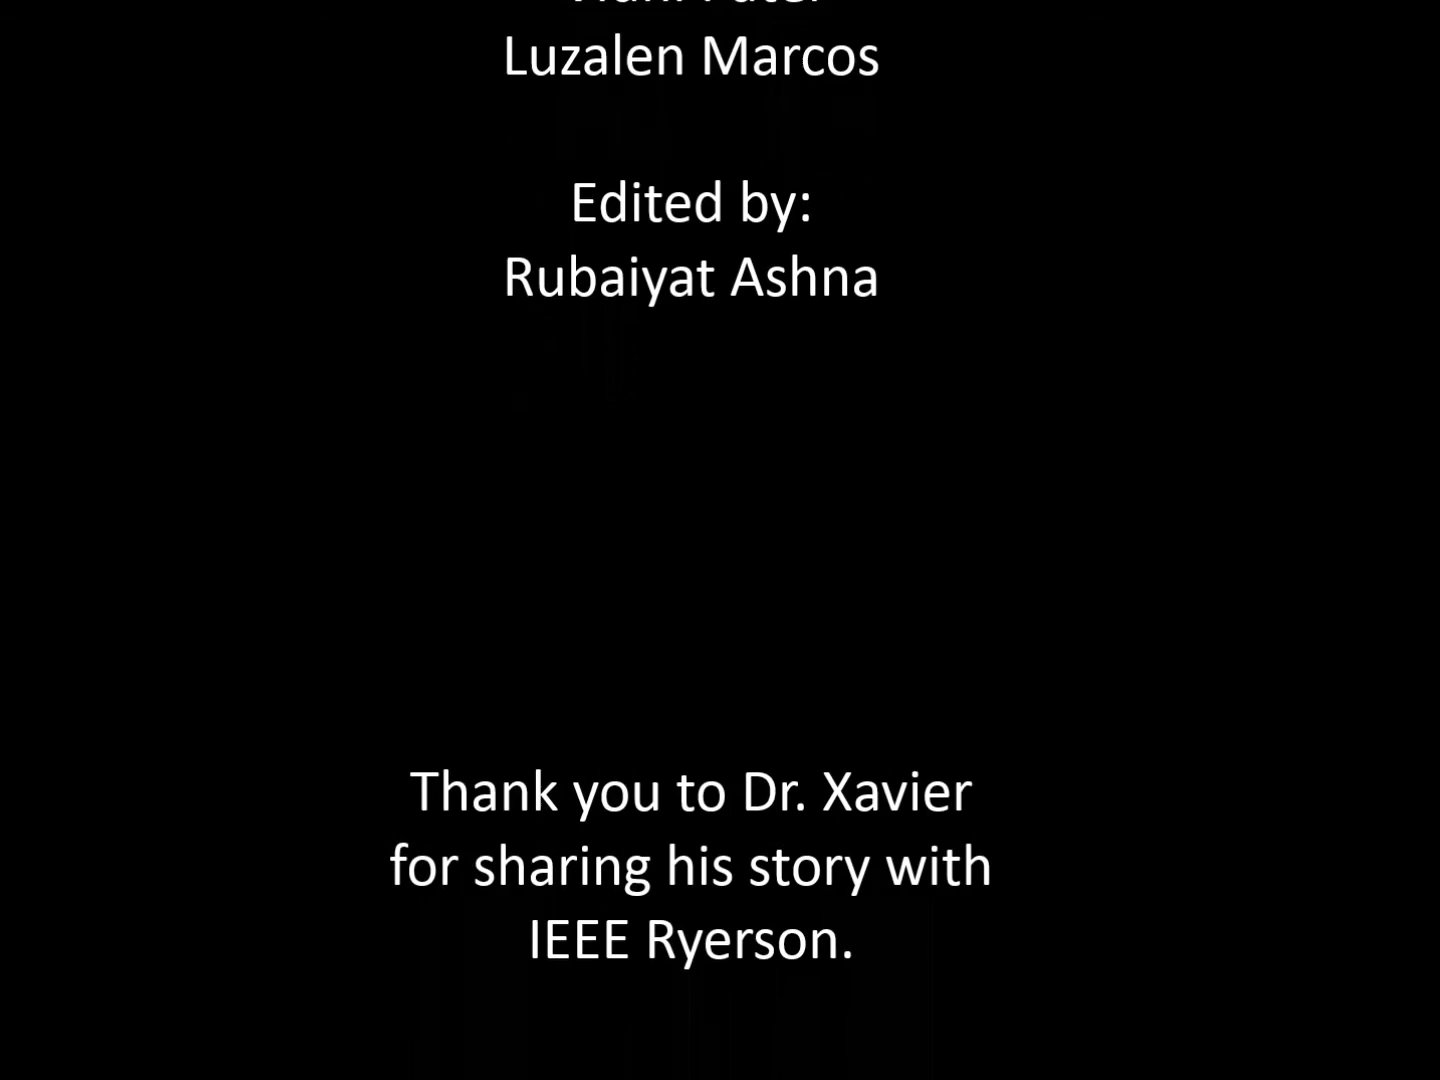 Luzalen Marcos
Edited by:
Rubaiyat Ashna
Thank you to Dr. Xavier
for sharing his story with
IEEE Ryerson.